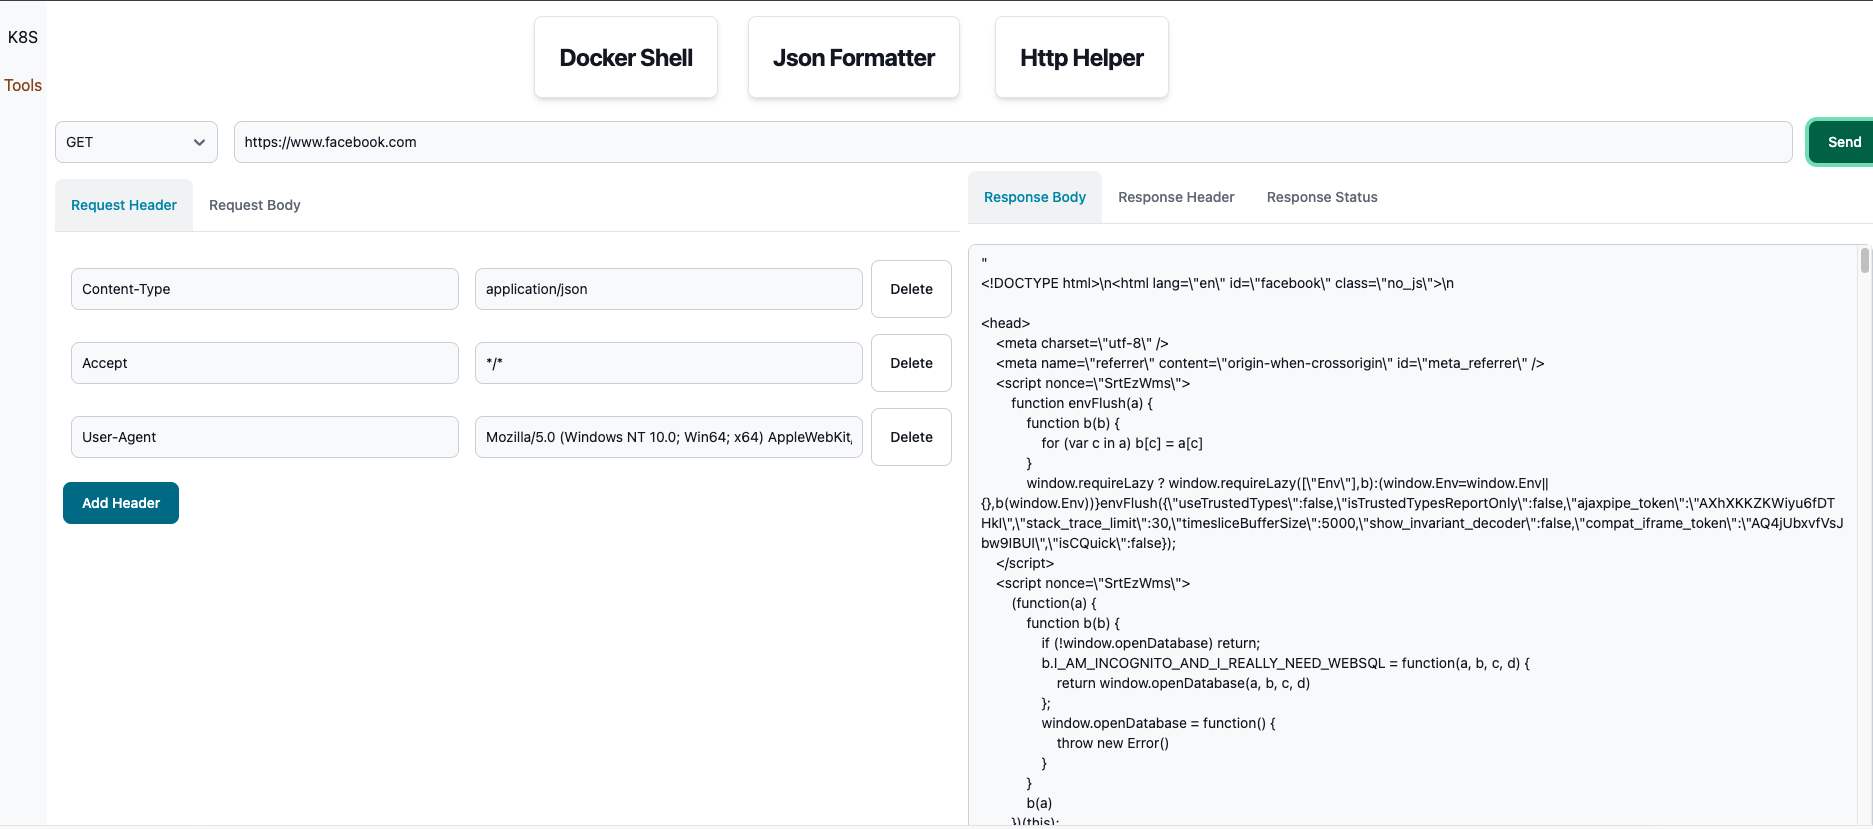 K8S
Tools
Docker Shell
Json Formatter
Http Helper
GET
https://www.facebook.com
Send
Request Header
Request Body
Content-Type
application/json
Delete
Accept
*/*
Delete
User-Agent
Mozilla/5.0 (Windows NT 10.0; Win64; x64) AppleWebKit,
Delete
Add Header
Response Body
Response Header
Response Status
"
<!DOCTYPE html>\n<html lang=\"en\" id=\"facebook\" class=\"no_js\">\n
<head>
<meta charset=\"utf-8\" />
<meta name=\"referrer\" content=\"origin-when-crossorigin\" id=\"meta_referrer\" />
<script nonce=\"SrtEzWms\">
function envFlush(a) {
function b(b) {
for (var c in a) b[c] = a[c]
}
window.requireLazy ? window.requireLazy([\"Env\"],b):(window.Env=window.Env||
{},b(window.Env))}envFlush({\"useTrustedTypes\":false,\"isTrustedTypesReportOnly\":false,\"ajaxpipe_token\":\"AXhXKKZKWiyu6fDT
Hkl\",\"stack_trace_limit\":30,\"timesliceBufferSize\":5000,\"show_invariant_decoder\":false,\"compat_iframe_token\":\"AQ4jUbxvfVsJ
bw9IBUI\",\"isCQuick\":false});
</script>
<script nonce=\"SrtEzWms\">
(function(a) {
function b(b) {
if (!window.openDatabase) return;
b.I_AM_INCOGNITO_AND_I_REALLY_NEED_WEBSQL = function(a, b, c, d) {
return window.openDatabase(a, b, c, d)
};
window.openDatabase = function() {
throw new Error()
}
}
b(a)
})(this);